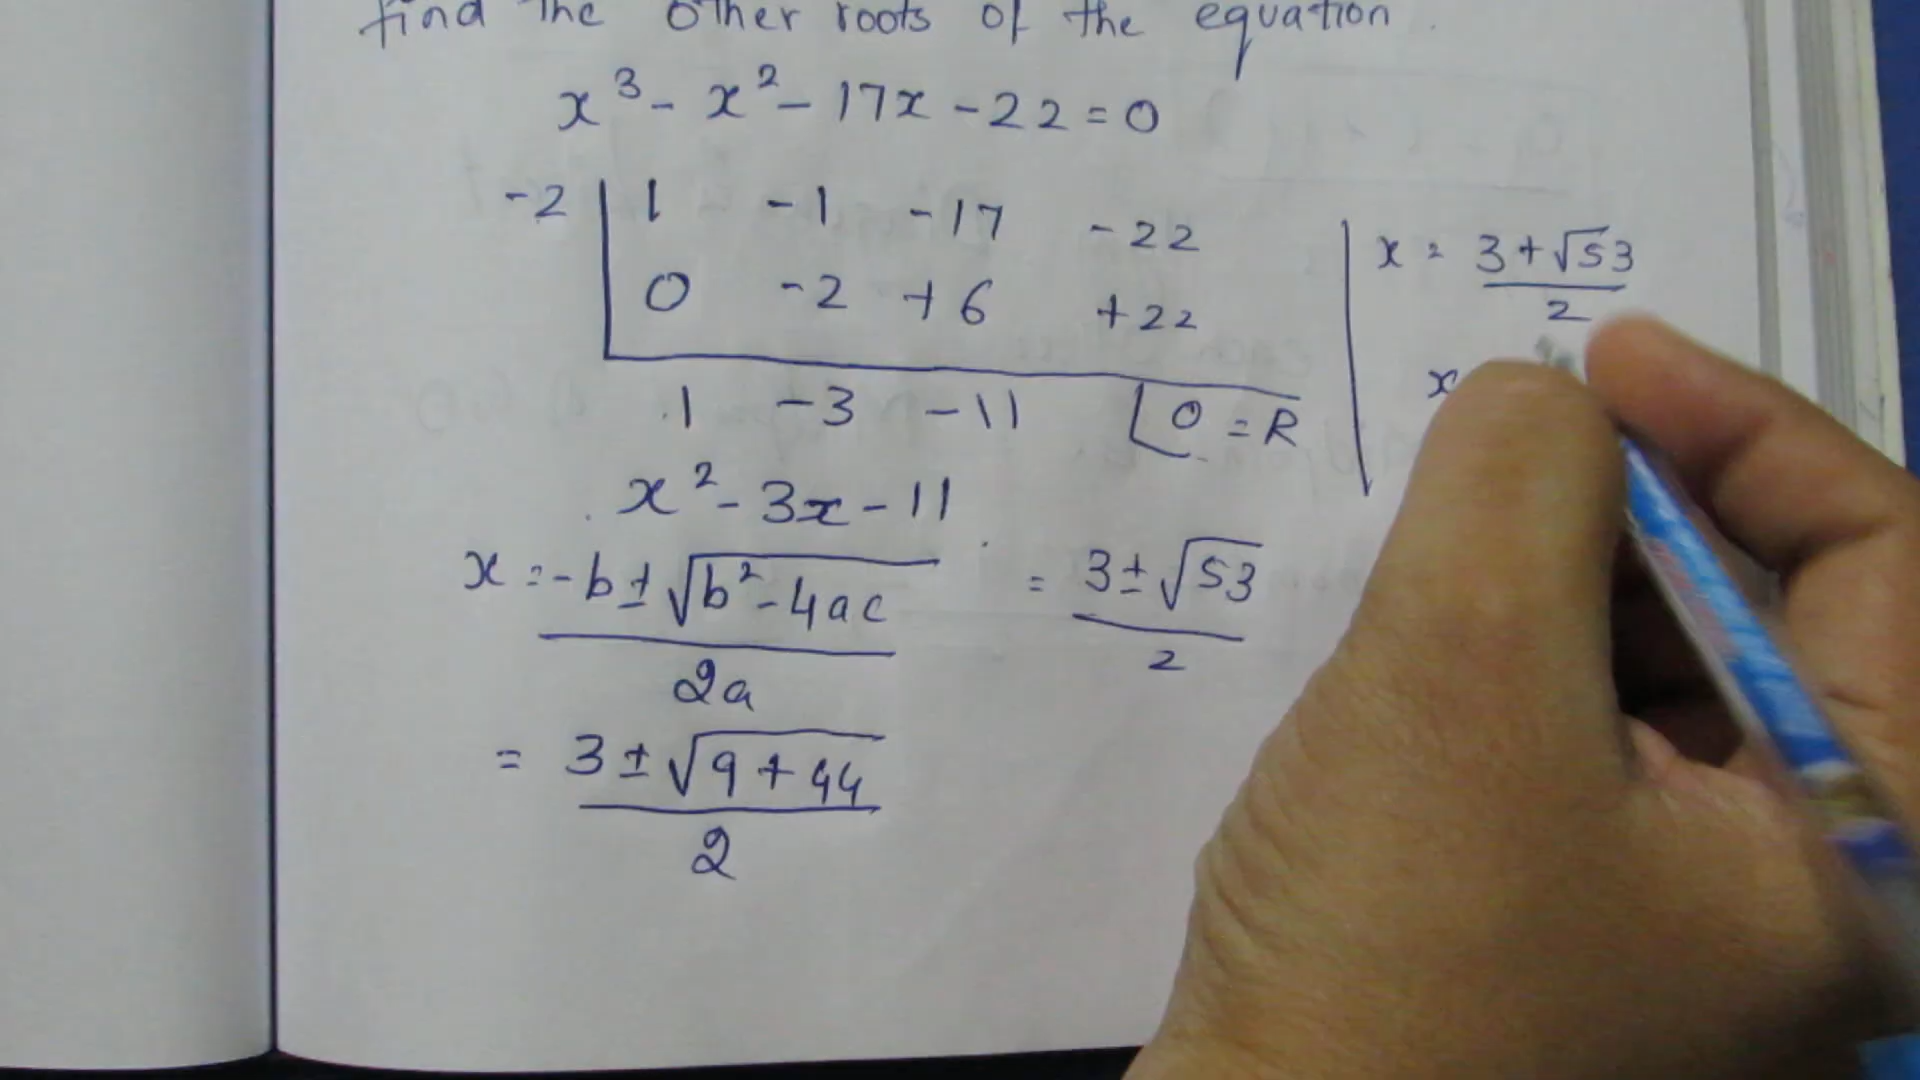 find the other roots of the equation.
x³ - x² - 17x - 22 = 0
-2 | 1 -1 -17 -22
0 -2 +6 +22
1 -3 -11 | 0 = R
x² - 3x - 11
x = -b ± √(b² - 4ac) / 2a
= 3 ± √(9 + 44) / 2
= 3 ± √53 / 2
x = 3 + √53 / 2
x